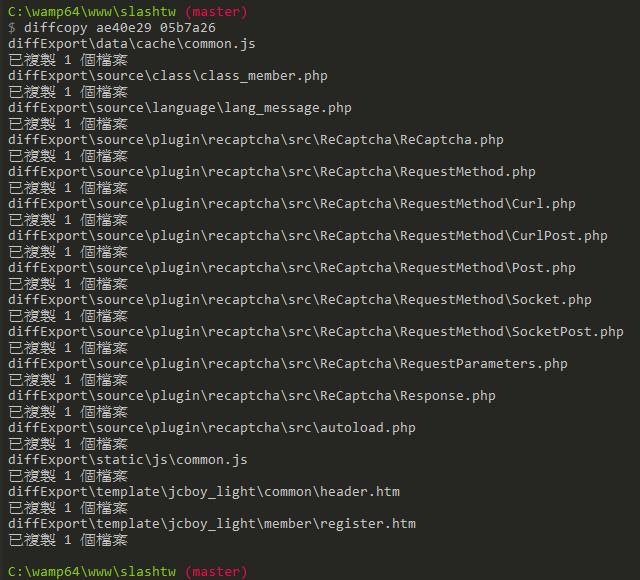 C:\wamp64\www\slashtw (master)
$ diffcopy ae40e29 05b7a26
diffExport\data\cache\common.js
已複製 1 個檔案
diffExport\source\class\class_member.php
已複製 1 個檔案
diffExport\source\language\lang_message.php
已複製 1 個檔案
diffExport\source\plugin\recaptcha\src\ReCaptcha\ReCaptcha.php
已複製 1 個檔案
diffExport\source\plugin\recaptcha\src\ReCaptcha\RequestMethod.php
已複製 1 個檔案
diffExport\source\plugin\recaptcha\src\ReCaptcha\RequestMethod\Curl.php
已複製 1 個檔案
diffExport\source\plugin\recaptcha\src\ReCaptcha\RequestMethod\CurlPost.php
已複製 1 個檔案
diffExport\source\plugin\recaptcha\src\ReCaptcha\RequestMethod\Post.php
已複製 1 個檔案
diffExport\source\plugin\recaptcha\src\ReCaptcha\RequestMethod\Socket.php
已複製 1 個檔案
diffExport\source\plugin\recaptcha\src\ReCaptcha\RequestMethod\SocketPost.php
已複製 1 個檔案
diffExport\source\plugin\recaptcha\src\ReCaptcha\RequestParameters.php
已複製 1 個檔案
diffExport\source\plugin\recaptcha\src\ReCaptcha\Response.php
已複製 1 個檔案
diffExport\source\plugin\recaptcha\src\autoload.php
已複製 1 個檔案
diffExport\static\js\common.js
已複製 1 個檔案
diffExport\template\jcboy_light\common\header.htm
已複製 1 個檔案
diffExport\template\jcboy_light\member\register.htm
已複製 1 個檔案
C:\wamp64\www\slashtw (master)